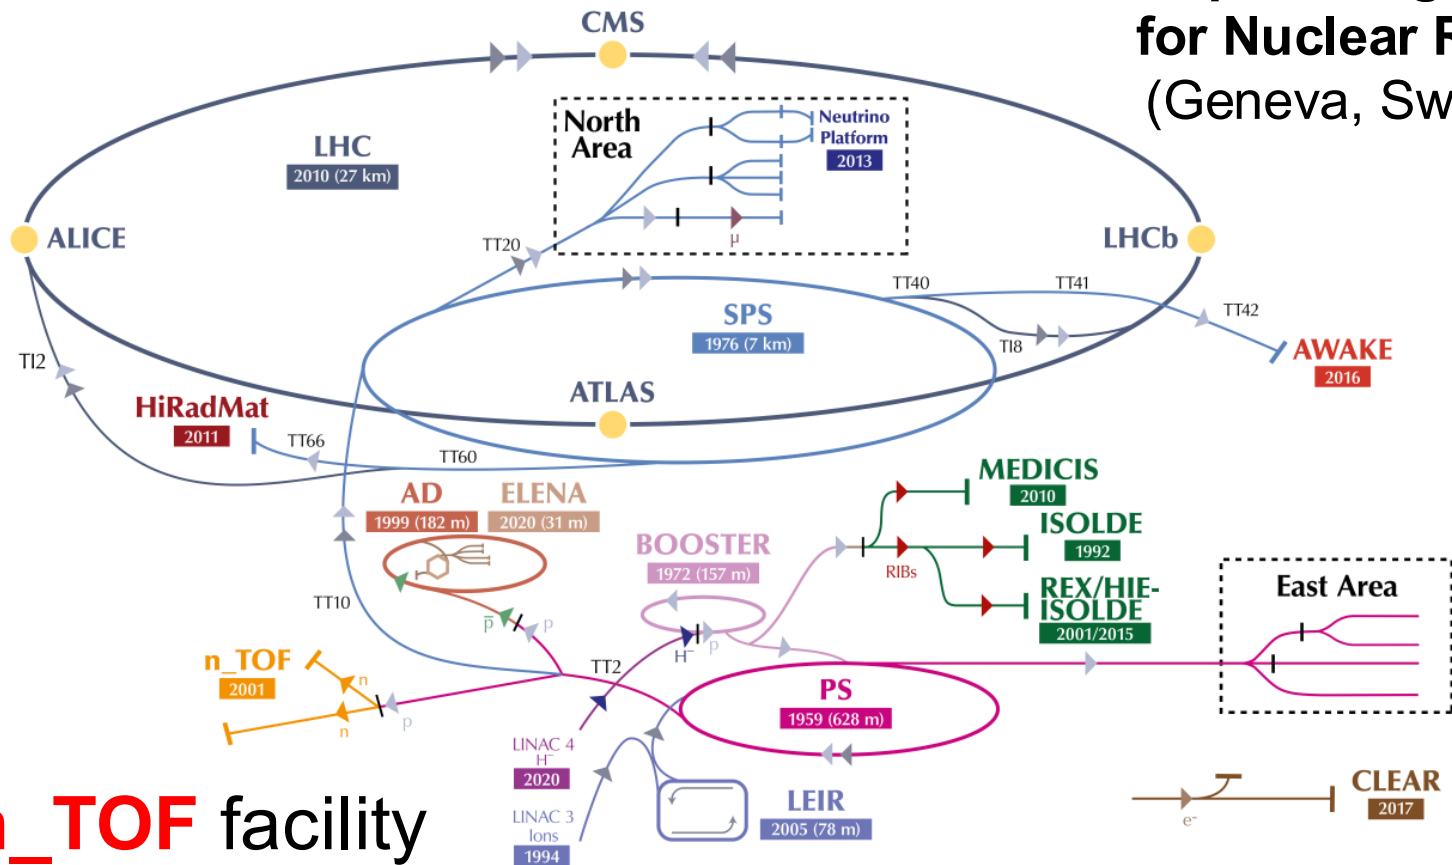 for Nuclear
(Geneva,
CMS
LHC
2010 (27 km)
North
Area
Neutrino
Platform
2013
μ
ALICE
LHCb
TT20
TT40
TT41
TT42
SPS
1976 (7 km)
TI8
AWAKE
2016
TI2
ATLAS
HiRadMat
2011
TT66
TT60
AD
1999 (182 m)
ELENA
2020 (31 m)
MEDICIS
2010
ISOLDE
1992
RIBs
REX/HIE-
ISOLDE
2001/2015
BOOSTER
1972 (157 m)
p
H⁻
East Area
TT10
p̄
p
TT2
n_TOF
2001
n
n
p
PS
1959 (628 m)
LINAC 4
H⁻
2020
LINAC 3
Ions
1994
LEIR
2005 (78 m)
CLEAR
2017
e-
n_TOF facility